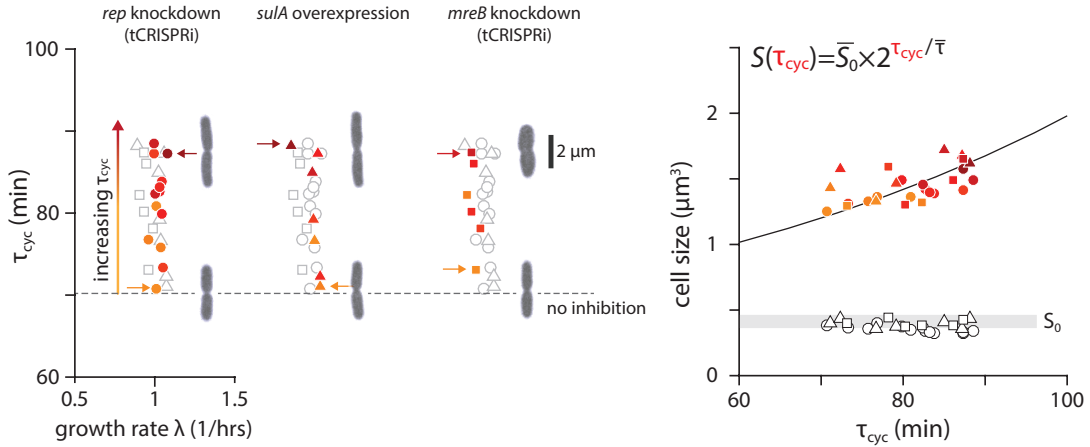 rep knockdown
(tCRISPRi)
sulA overexpression
mreB knockdown
(tCRISPRi)
100
80
60
τcyc (min)
increasing τcyc
2 μm
no inhibition
0.5
1
1.5
growth rate λ (1/hrs)
S(τcyc)=S̅0×2^τcyc/τ̅
2
1
0
cell size (μm³)
S0
60
80
100
τcyc (min)